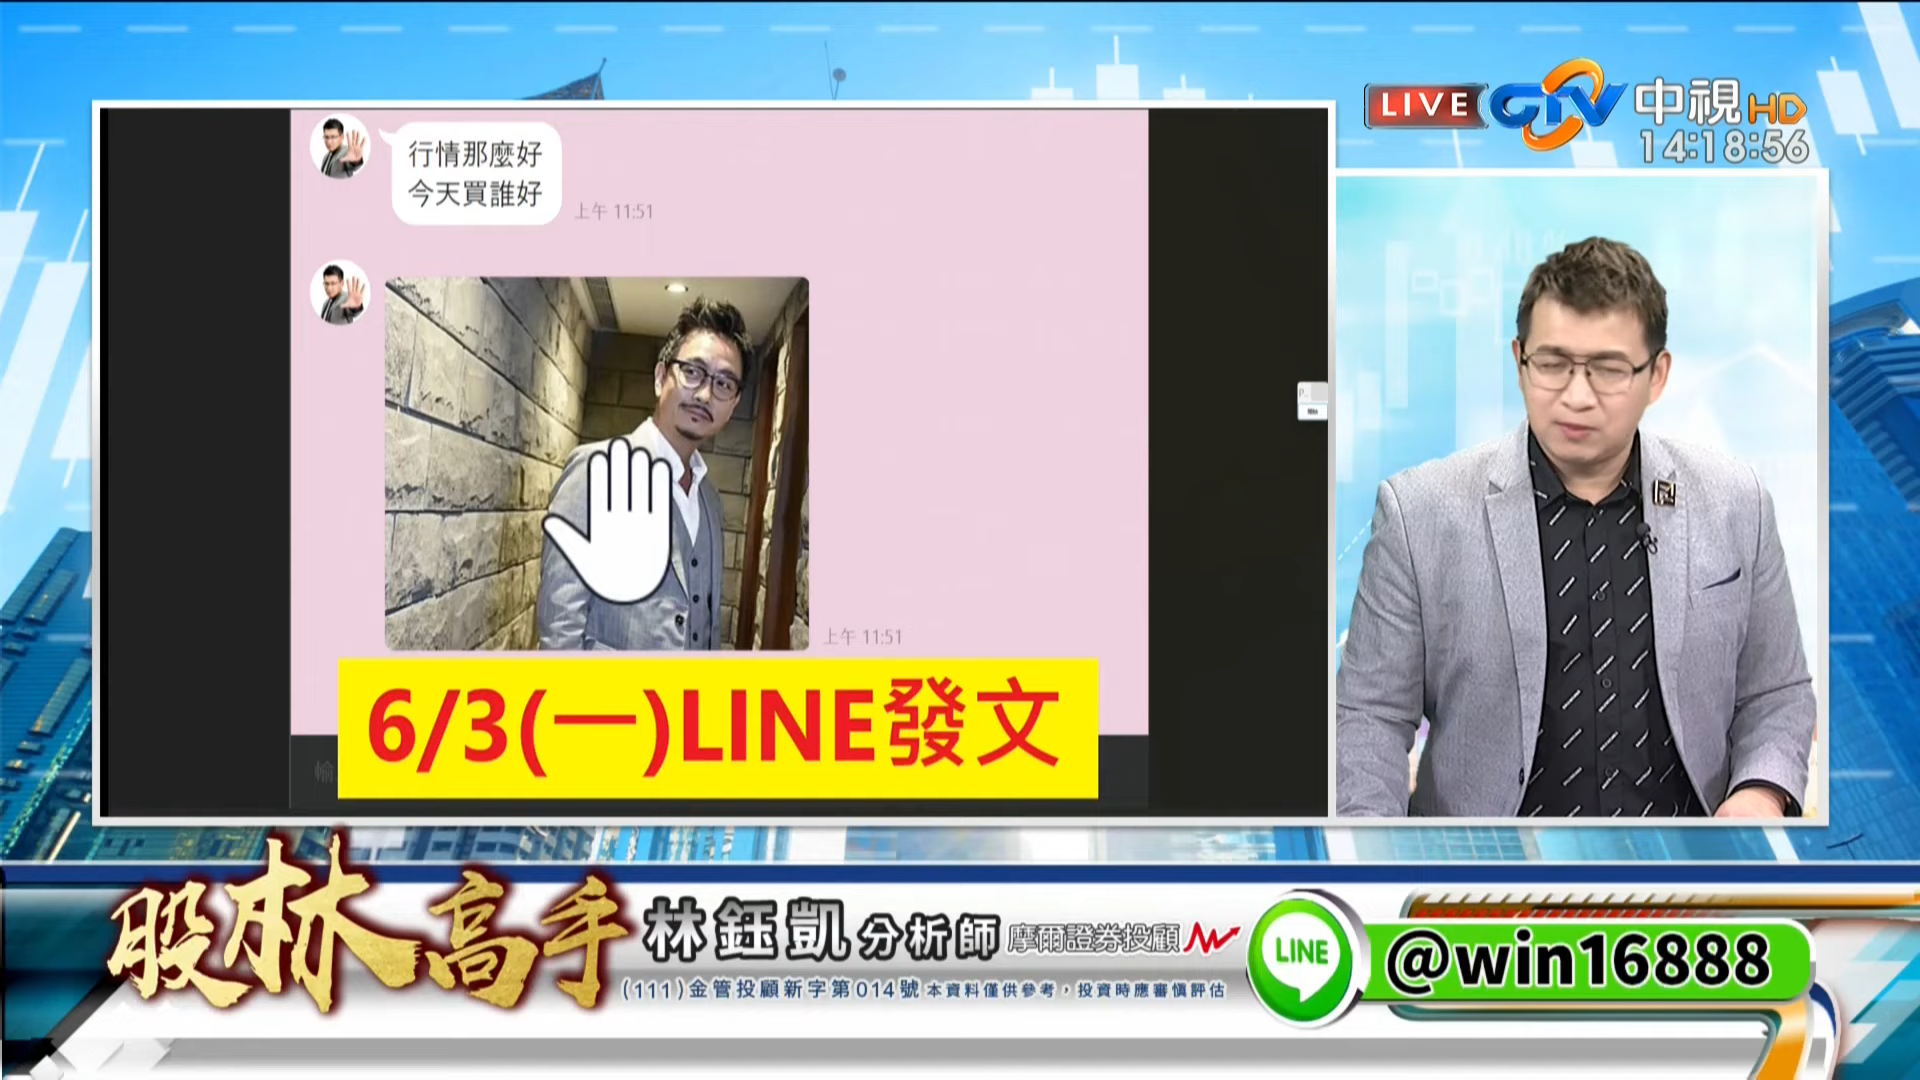 LIVE CTV 中視 HD
14:18:56
行情那麼好
今天買誰好
上午 11:51
上午 11:51
6/3(一)LINE發文
股林高手
林鈺凱 分析師 摩爾證券投顧
(111)金管投顧新字第014號 本資料僅供參考，投資時應審慎評估
LINE
@win16888